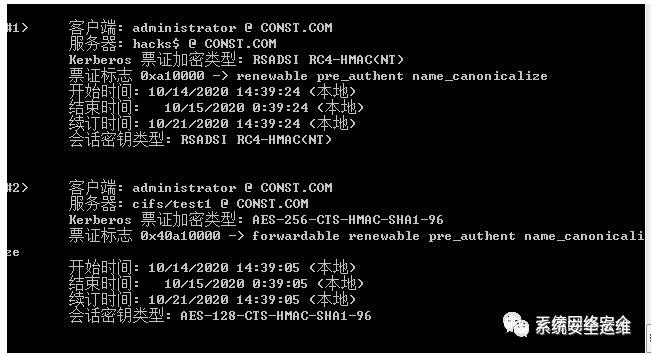 #1>     客户端: administrator @ CONST.COM
        服务器: hacks$ @ CONST.COM
        Kerberos 票证加密类型: RSADSI RC4-HMAC(NT)
        票证标志 0xa10000 -> renewable pre_authent name_canonicalize
        开始时间: 10/14/2020 14:39:24 (本地)
        结束时间:   10/15/2020 0:39:24 (本地)
        续订时间: 10/21/2020 14:39:24 (本地)
        会话密钥类型: RSADSI RC4-HMAC(NT)
#2>     客户端: administrator @ CONST.COM
        服务器: cifs/test1 @ CONST.COM
        Kerberos 票证加密类型: AES-256-CTS-HMAC-SHA1-96
        票证标志 0x40a10000 -> forwardable renewable pre_authent name_canonicali
ze
        开始时间: 10/14/2020 14:39:05 (本地)
        结束时间:   10/15/2020 0:39:05 (本地)
        续订时间: 10/21/2020 14:39:05 (本地)
        会话密钥类型: AES-128-CTS-HMAC-SHA1-96
系统安全运维